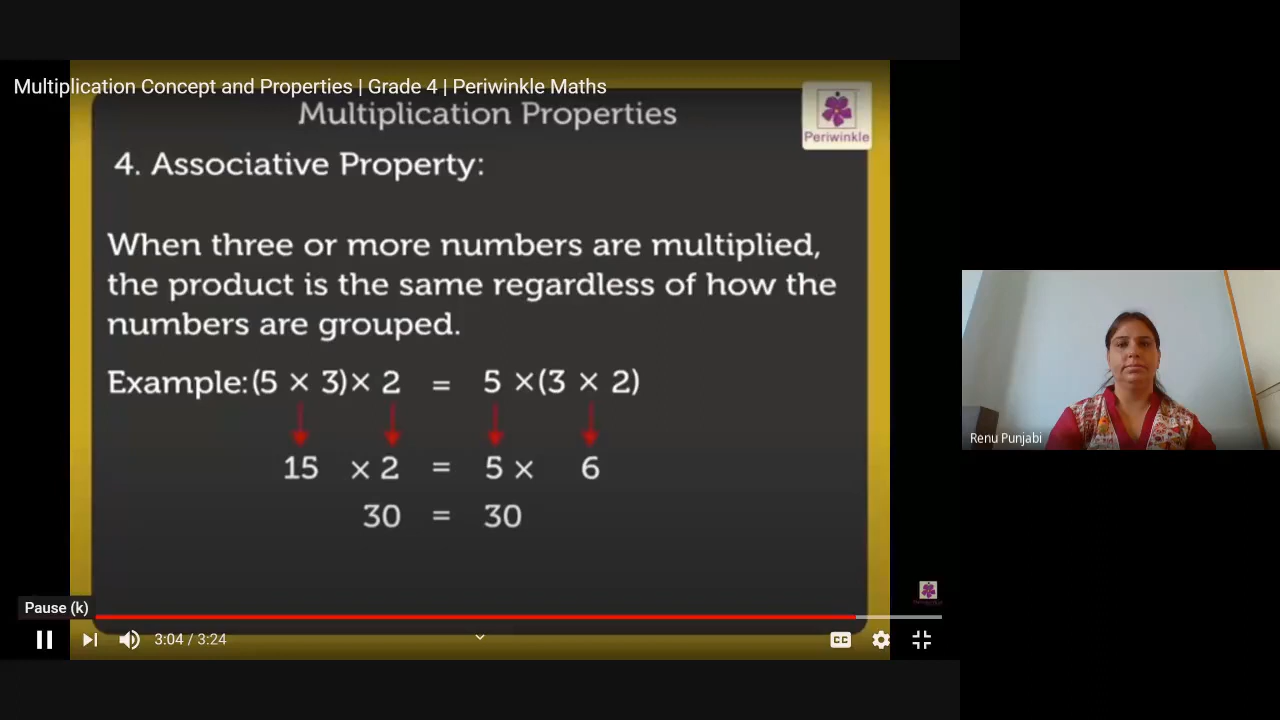 Multiplication Concept and Properties | Grade 4 | Periwinkle Maths
Multiplication Properties
Periwinkle
4. Associative Property:
When three or more numbers are multiplied,
the product is the same regardless of how the
numbers are grouped.
Example:(5 × 3)× 2 = 5 ×(3 × 2)
15 × 2 = 5 × 6
30 = 30
Renu Punjabi
Pause (k)
3:04 / 3:24
CC